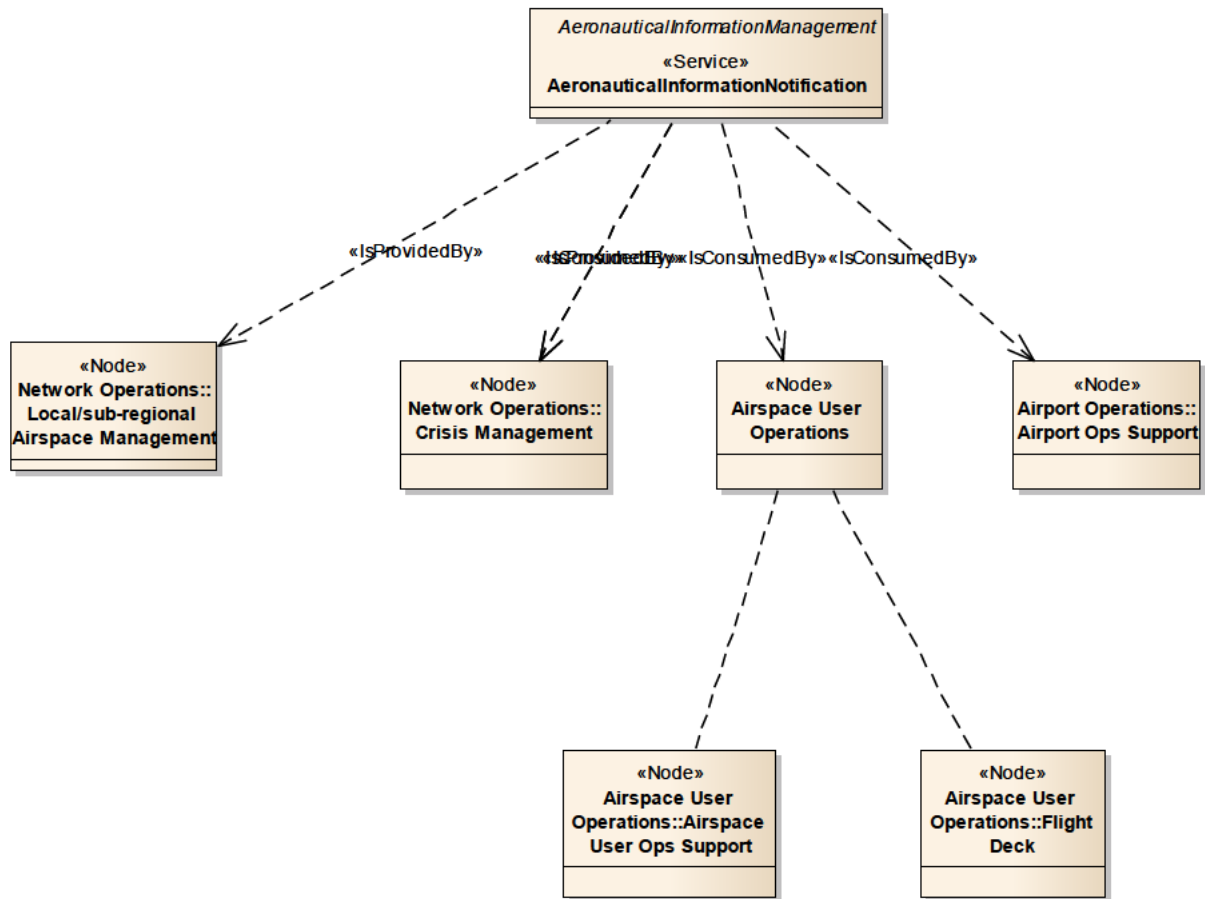 AeronauticalInformationManagement
«Service»
AeronauticalInformationNotification
«IsProvidedBy»
«IsConsumedBy»
«IsConsumedBy»
«Node»
Network Operations::
Local/sub-regional
Airspace Management
«Node»
Network Operations::
Crisis Management
«Node»
Airspace User
Operations
«Node»
Airport Operations::
Airport Ops Support
«Node»
Airspace User
Operations::Airspace
User Ops Support
«Node»
Airspace User
Operations::Flight
Deck